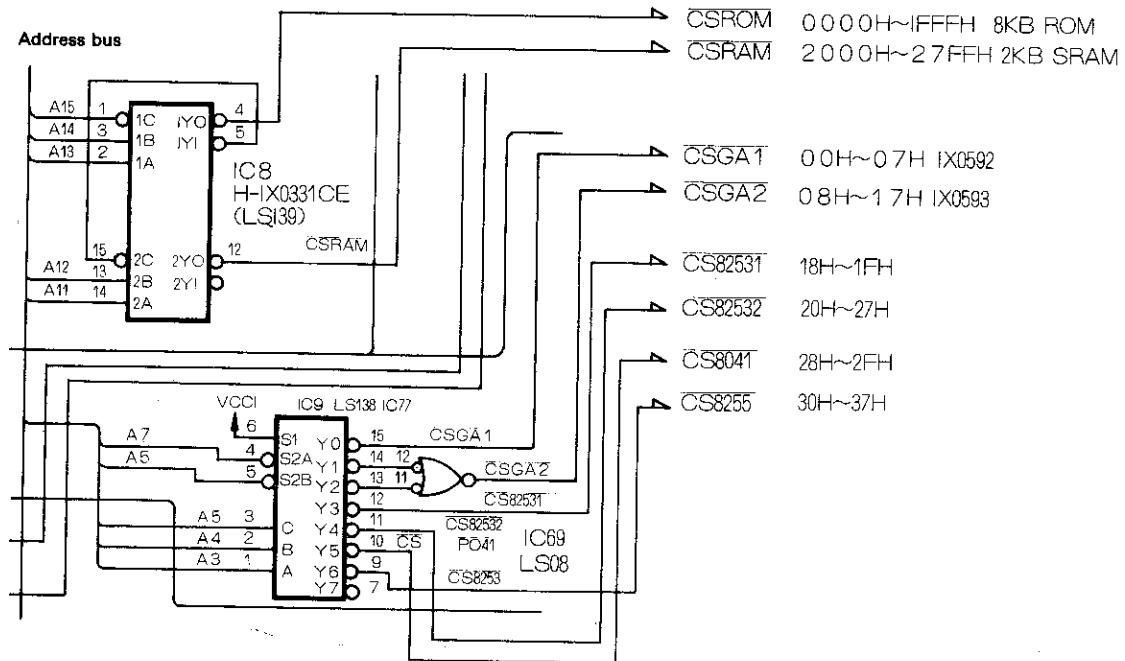 Address bus
CSROM 0000H~1FFFH 8KB ROM
CSRAM 2000H~27FFH 2KB SRAM
A15 1 1C 1Y0 4
A14 3 1B 1Y1 5
A13 2 1A
IC8
H-IX0331CE
(LS139)
CSGA1 00H~07H IX0592
CSGA2 08H~17H IX0593
15 2C 2Y0 12 CSRAM
A12 13 2B 2Y1
A11 14 2A
CS82531 18H~1FH
CS82532 20H~27H
CS8041 28H~2FH
CS8255 30H~37H
VCCI IC9 LS138 IC77
6 S1 Y0 15 CSGA1
A7 4 S2A Y1 14 12 CSGA2
A5 5 S2B Y2 13 11
Y3 12 CS82531
A5 3 C Y4 11 CS82532
A4 2 B Y5 10 CS PO41
A3 1 A Y6 9 CS8253
Y7 7
IC69
LS08